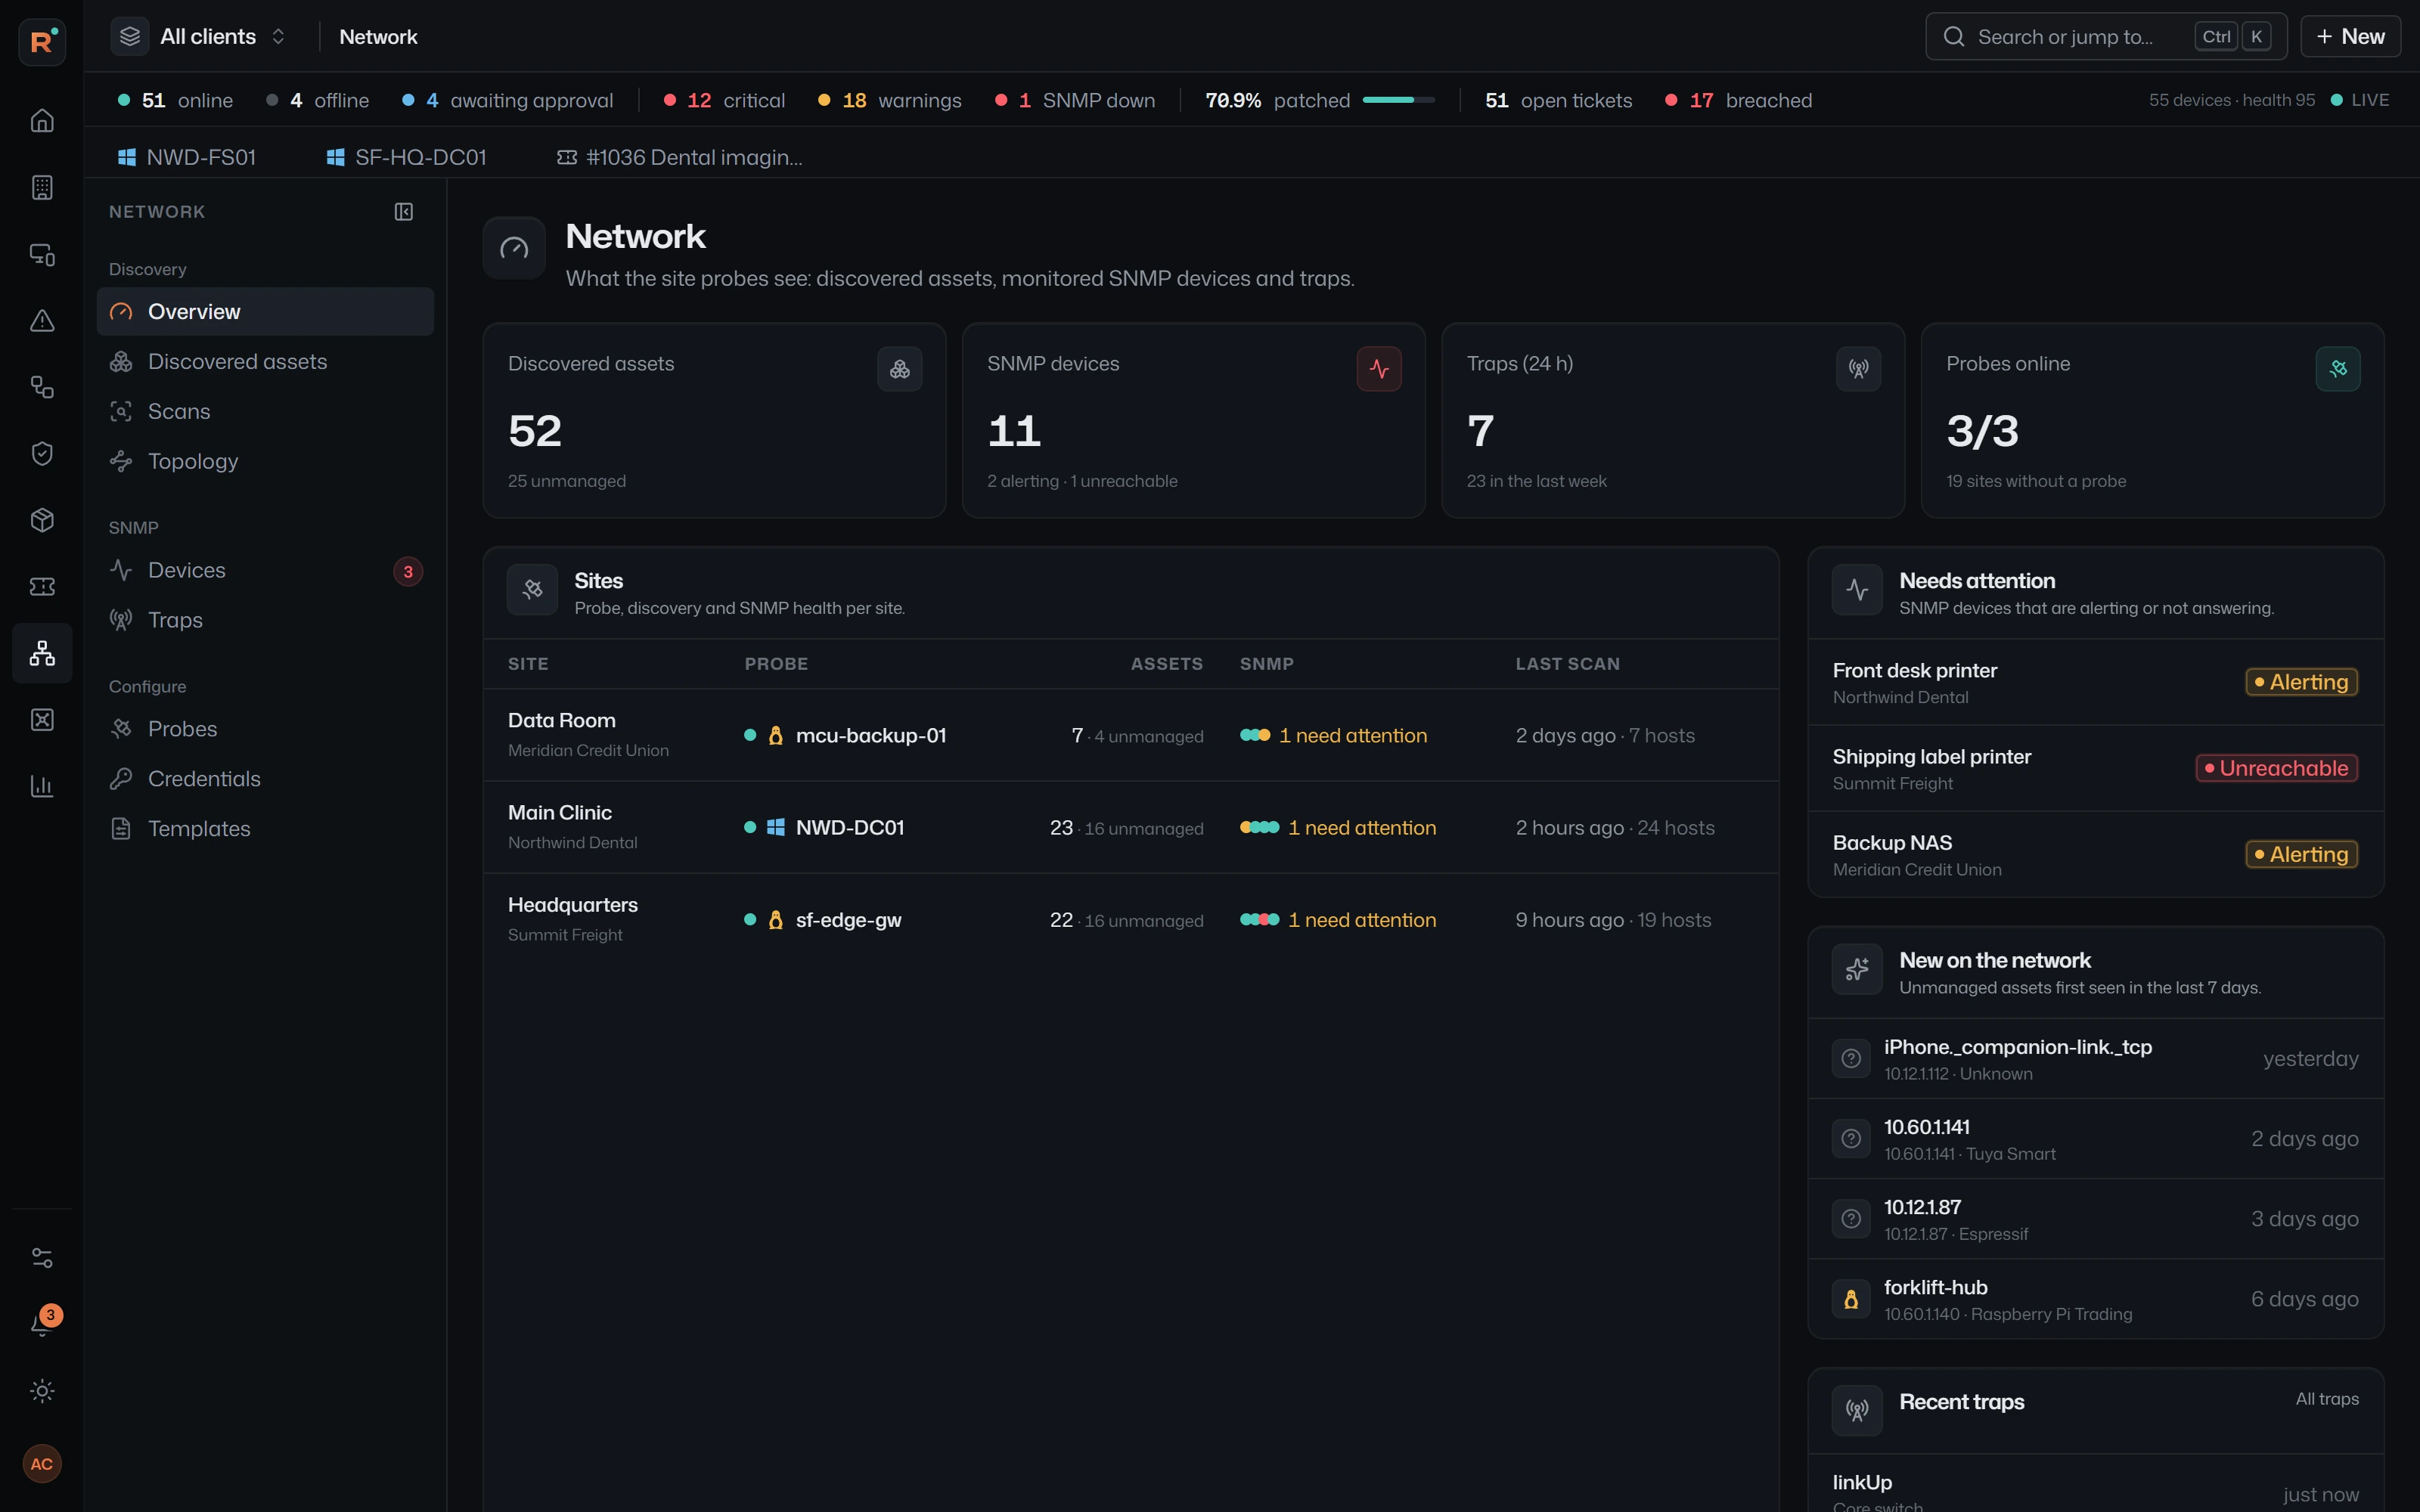 R
All clients
Network
Search or jump to...
Ctrl K
+ New
51 online
4 offline
4 awaiting approval
12 critical
18 warnings
1 SNMP down
70.9% patched
51 open tickets
17 breached
55 devices · health 95
LIVE
NWD-FS01
SF-HQ-DC01
#1036 Dental imagin...
NETWORK
Discovery
Overview
Discovered assets
Scans
Topology
SNMP
Devices 3
Traps
Configure
Probes
Credentials
Templates
3
AC
Network
What the site probes see: discovered assets, monitored SNMP devices and traps.
Discovered assets
52
25 unmanaged
SNMP devices
11
2 alerting · 1 unreachable
Traps (24 h)
7
23 in the last week
Probes online
3/3
19 sites without a probe
Sites
Probe, discovery and SNMP health per site.
SITE PROBE ASSETS SNMP LAST SCAN
Data Room
Meridian Credit Union
mcu-backup-01
7 · 4 unmanaged
1 need attention
2 days ago · 7 hosts
Main Clinic
Northwind Dental
NWD-DC01
23 · 16 unmanaged
1 need attention
2 hours ago · 24 hosts
Headquarters
Summit Freight
sf-edge-gw
22 · 16 unmanaged
1 need attention
9 hours ago · 19 hosts
Needs attention
SNMP devices that are alerting or not answering.
Front desk printer
Northwind Dental
Alerting
Shipping label printer
Summit Freight
Unreachable
Backup NAS
Meridian Credit Union
Alerting
New on the network
Unmanaged assets first seen in the last 7 days.
iPhone._companion-link._tcp
10.12.1.112 · Unknown
yesterday
10.60.1.141
10.60.1.141 · Tuya Smart
2 days ago
10.12.1.87
10.12.1.87 · Espressif
3 days ago
forklift-hub
10.60.1.140 · Raspberry Pi Trading
6 days ago
Recent traps
All traps
linkUp
Core switch
just now